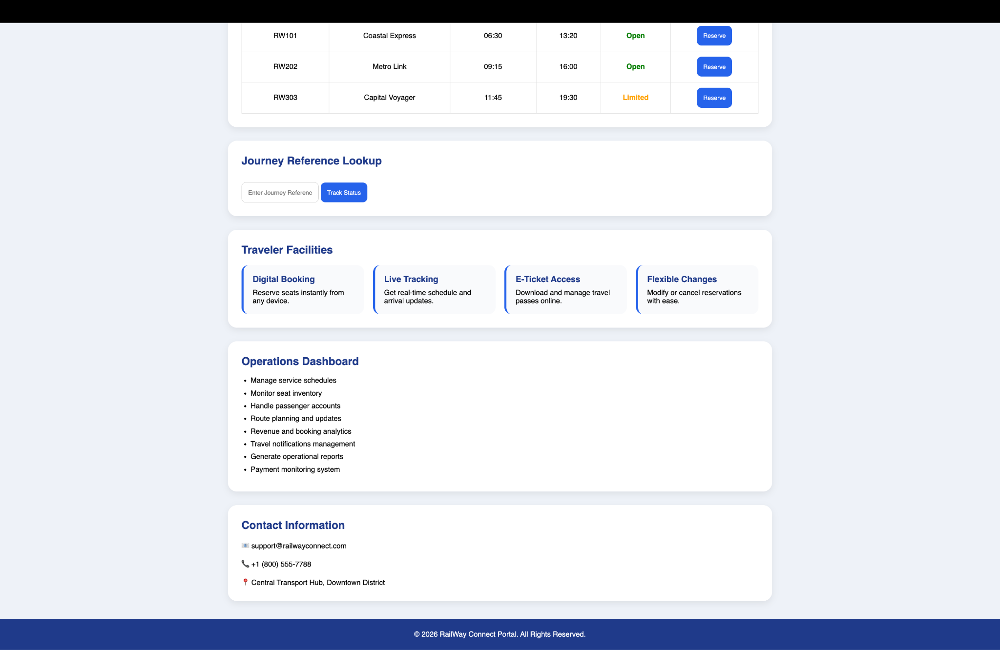 RW101 Coastal Express 06:30 13:20 Open Reserve
RW202 Metro Link 09:15 16:00 Open Reserve
RW303 Capital Voyager 11:45 19:30 Limited Reserve
Journey Reference Lookup
Enter Journey Referenc Track Status
Traveler Facilities
Digital Booking
Reserve seats instantly from
any device.
Live Tracking
Get real-time schedule and
arrival updates.
E-Ticket Access
Download and manage travel
passes online.
Flexible Changes
Modify or cancel reservations
with ease.
Operations Dashboard
• Manage service schedules
• Monitor seat inventory
• Handle passenger accounts
• Route planning and updates
• Revenue and booking analytics
• Travel notifications management
• Generate operational reports
• Payment monitoring system
Contact Information
📧 support@railwayconnect.com
📞 +1 (800) 555-7788
📍 Central Transport Hub, Downtown District
© 2026 RailWay Connect Portal. All Rights Reserved.